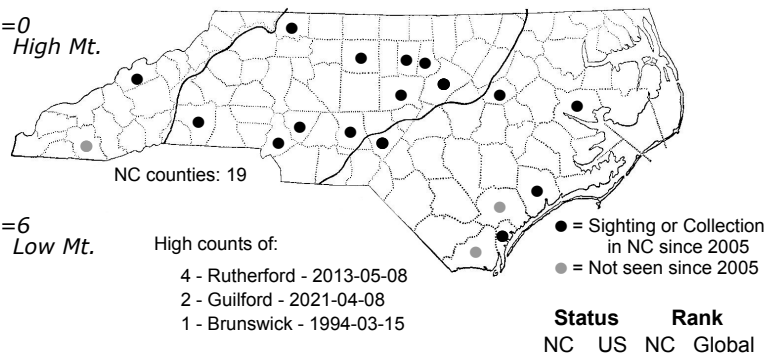 =0
High Mt.
NC counties: 19
=6
Low Mt.
High counts of:
4 - Rutherford - 2013-05-08
2 - Guilford - 2021-04-08
1 - Brunswick - 1994-03-15
= Sighting or Collection
in NC since 2005
= Not seen since 2005
Status Rank
NC US NC Global